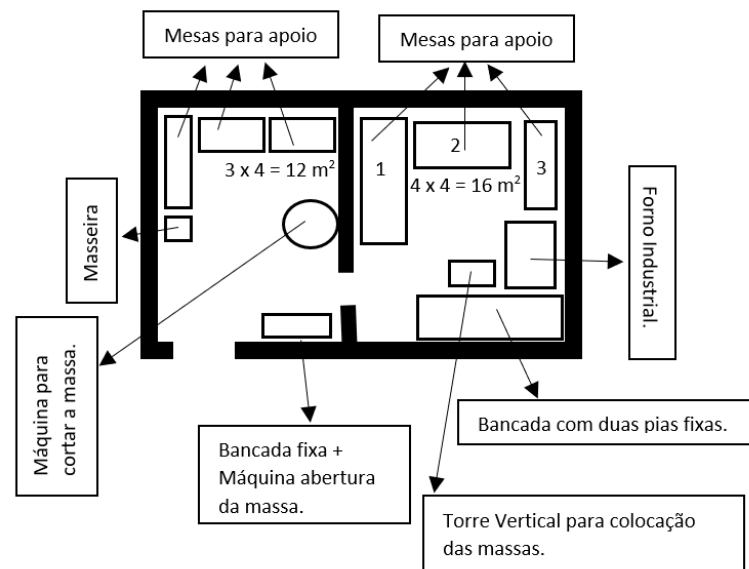 Mesas para apoio
Mesas para apoio
1
2
3
3 x 4 = 12 m²
4 x 4 = 16 m²
Masseira
Forno Industrial.
Máquina para
cortar a massa.
Bancada fixa +
Máquina abertura
da massa.
Bancada com duas pias fixas.
Torre Vertical para colocação
das massas.